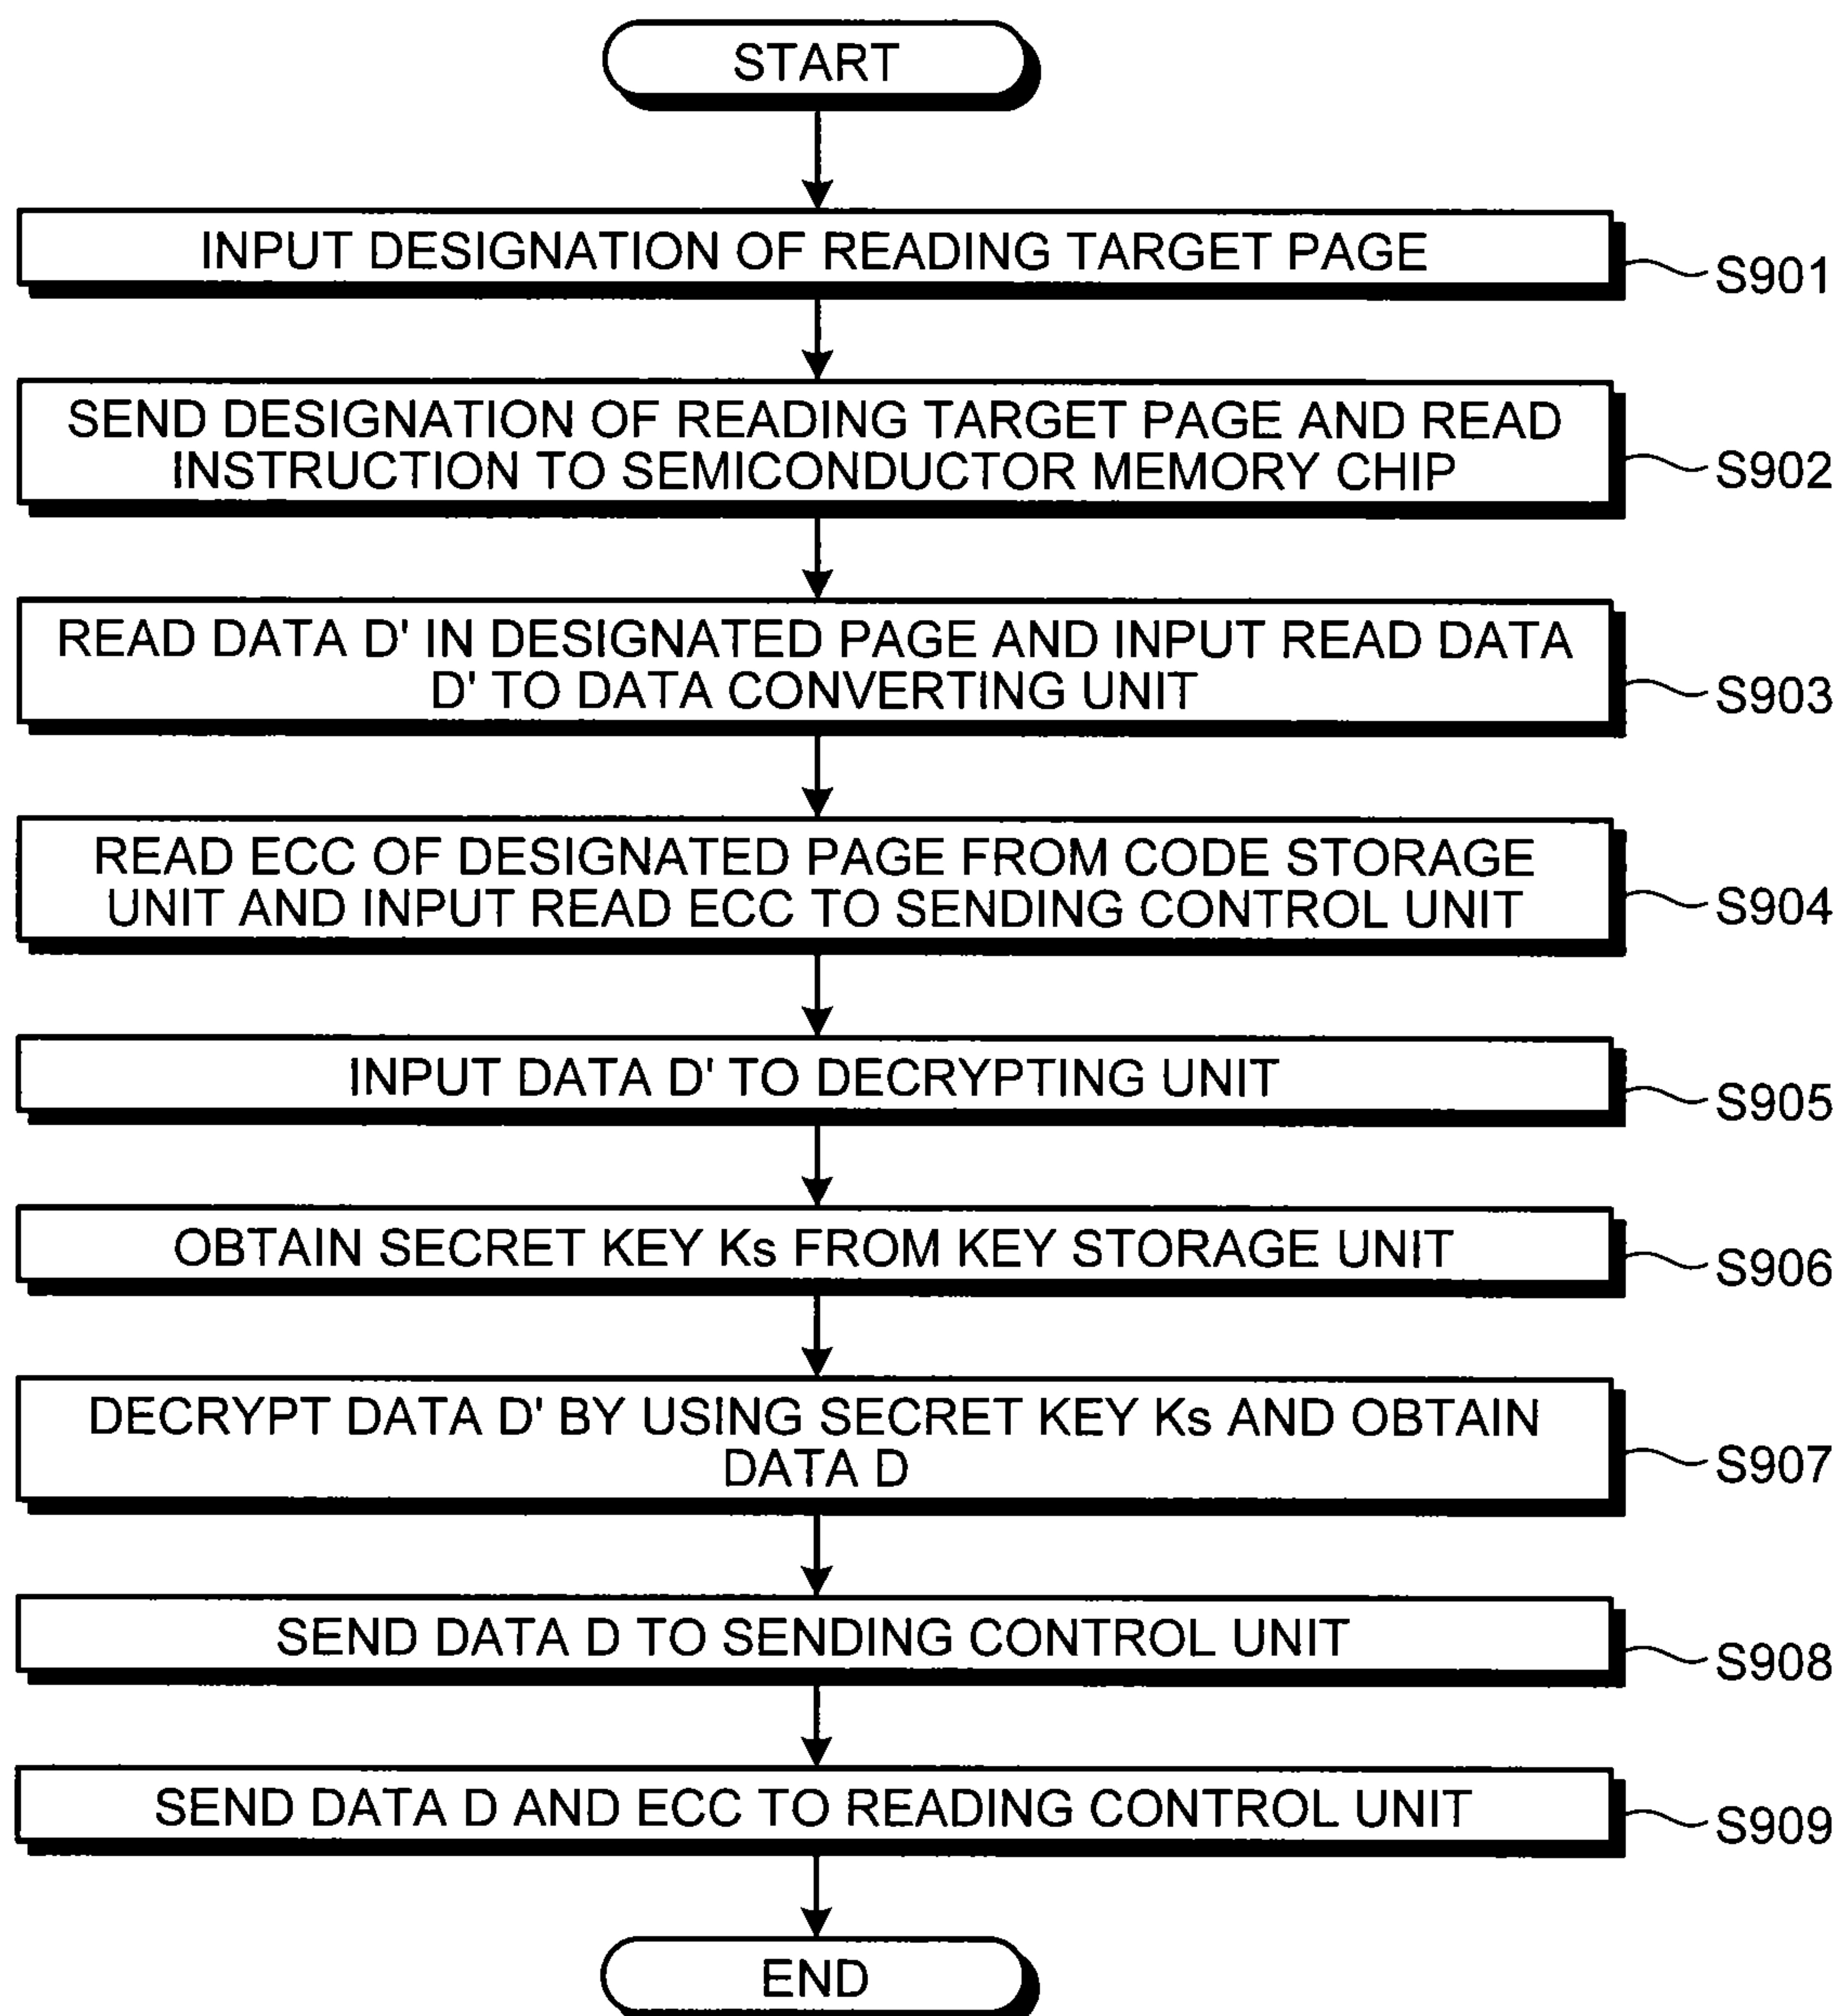 START
INPUT DESIGNATION OF READING TARGET PAGE
S901
SEND DESIGNATION OF READING TARGET PAGE AND READ
INSTRUCTION TO SEMICONDUCTOR MEMORY CHIP
S902
READ DATA D' IN DESIGNATED PAGE AND INPUT READ DATA
D' TO DATA CONVERTING UNIT
S903
READ ECC OF DESIGNATED PAGE FROM CODE STORAGE
UNIT AND INPUT READ ECC TO SENDING CONTROL UNIT
S904
INPUT DATA D' TO DECRYPTING UNIT
S905
OBTAIN SECRET KEY Ks FROM KEY STORAGE UNIT
S906
DECRYPT DATA D' BY USING SECRET KEY Ks AND OBTAIN
DATA D
S907
SEND DATA D TO SENDING CONTROL UNIT
S908
SEND DATA D AND ECC TO READING CONTROL UNIT
S909
END